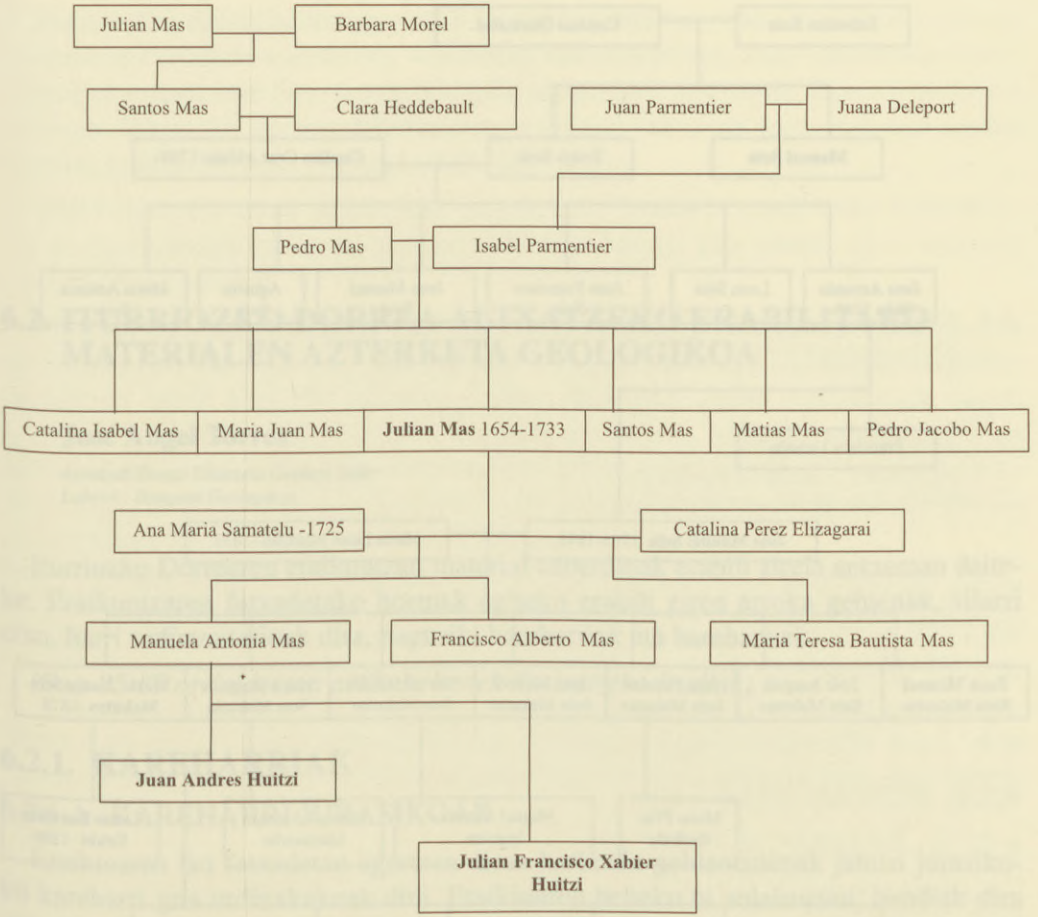 Julian Mas
Barbara Morel
Santos Mas
Clara Heddebault
Juan Parmentier
Juana Deleport
Pedro Mas
Isabel Parmentier
Catalina Isabel Mas
Maria Juan Mas
Julian Mas 1654-1733
Santos Mas
Matias Mas
Pedro Jacobo Mas
Ana Maria Samatelu -1725
Catalina Perez Elizagarai
Manuela Antonia Mas
Francisco Alberto Mas
Maria Teresa Bautista Mas
Juan Andres Huitzi
Julian Francisco Xabier
Huitzi